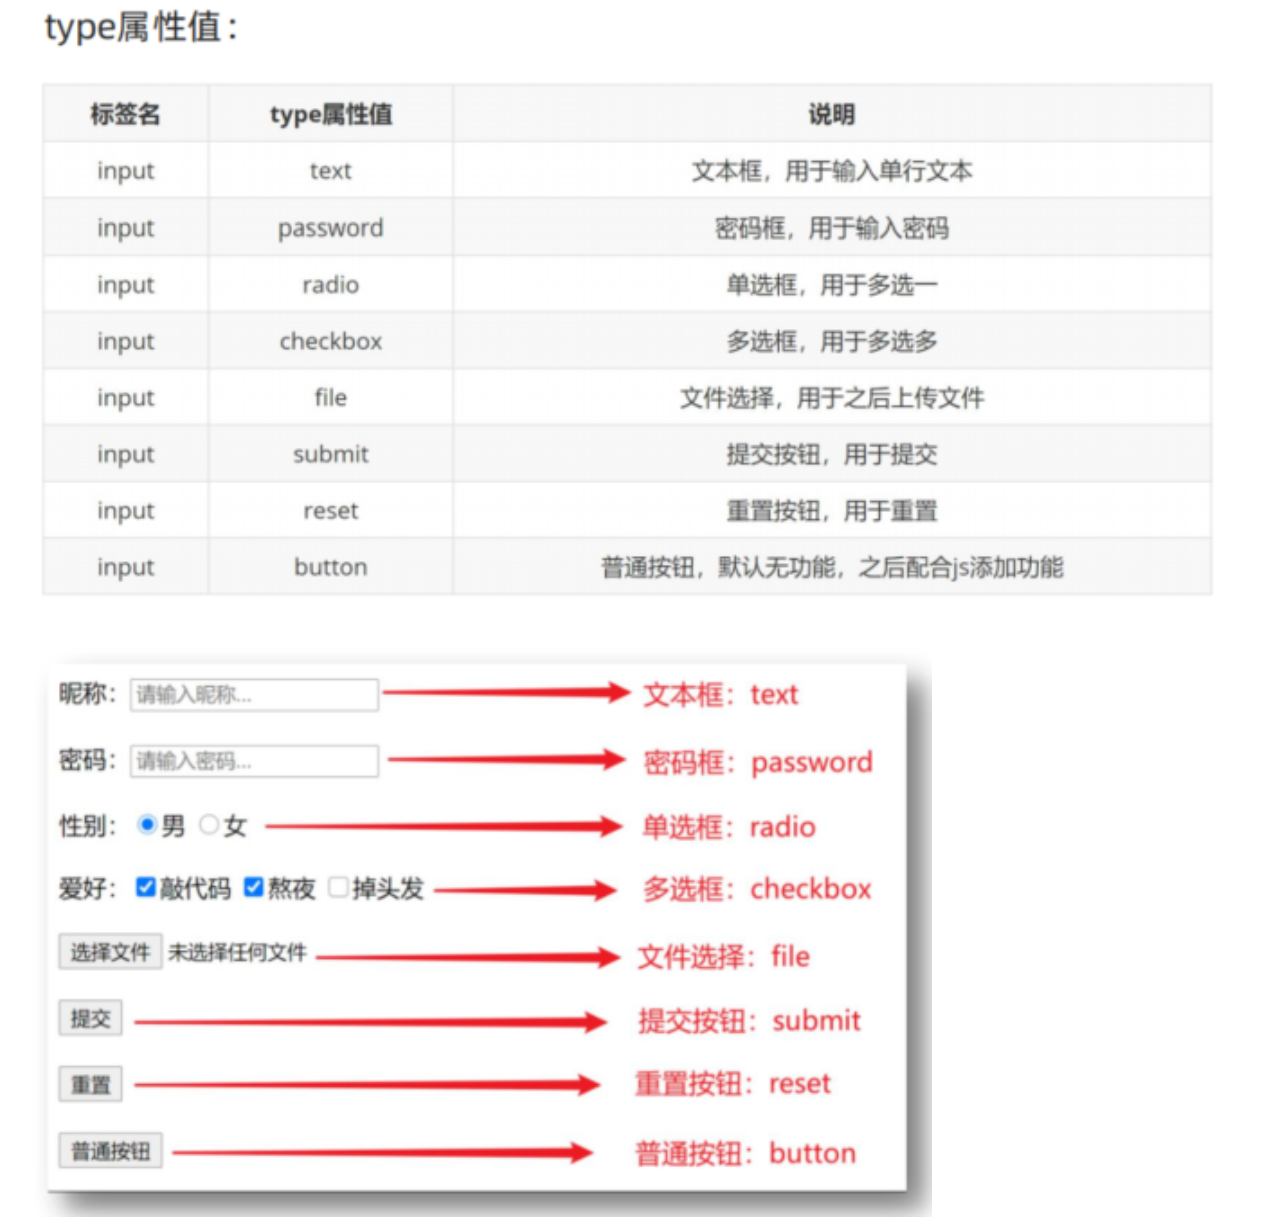 type属性值：
标签名 type属性值 说明
input text 文本框，用于输入单行文本
input password 密码框，用于输入密码
input radio 单选框，用于多选一
input checkbox 多选框，用于多选多
input file 文件选择，用于之后上传文件
input submit 提交按钮，用于提交
input reset 重置按钮，用于重置
input button 普通按钮，默认无功能，之后配合js添加功能
昵称： 请输入昵称... 文本框：text
密码： 请输入密码... 密码框：password
性别： 男 女 单选框：radio
爱好： 敲代码 熬夜 掉头发 多选框：checkbox
选择文件 未选择任何文件 文件选择：file
提交 提交按钮：submit
重置 重置按钮：reset
普通按钮 普通按钮：button